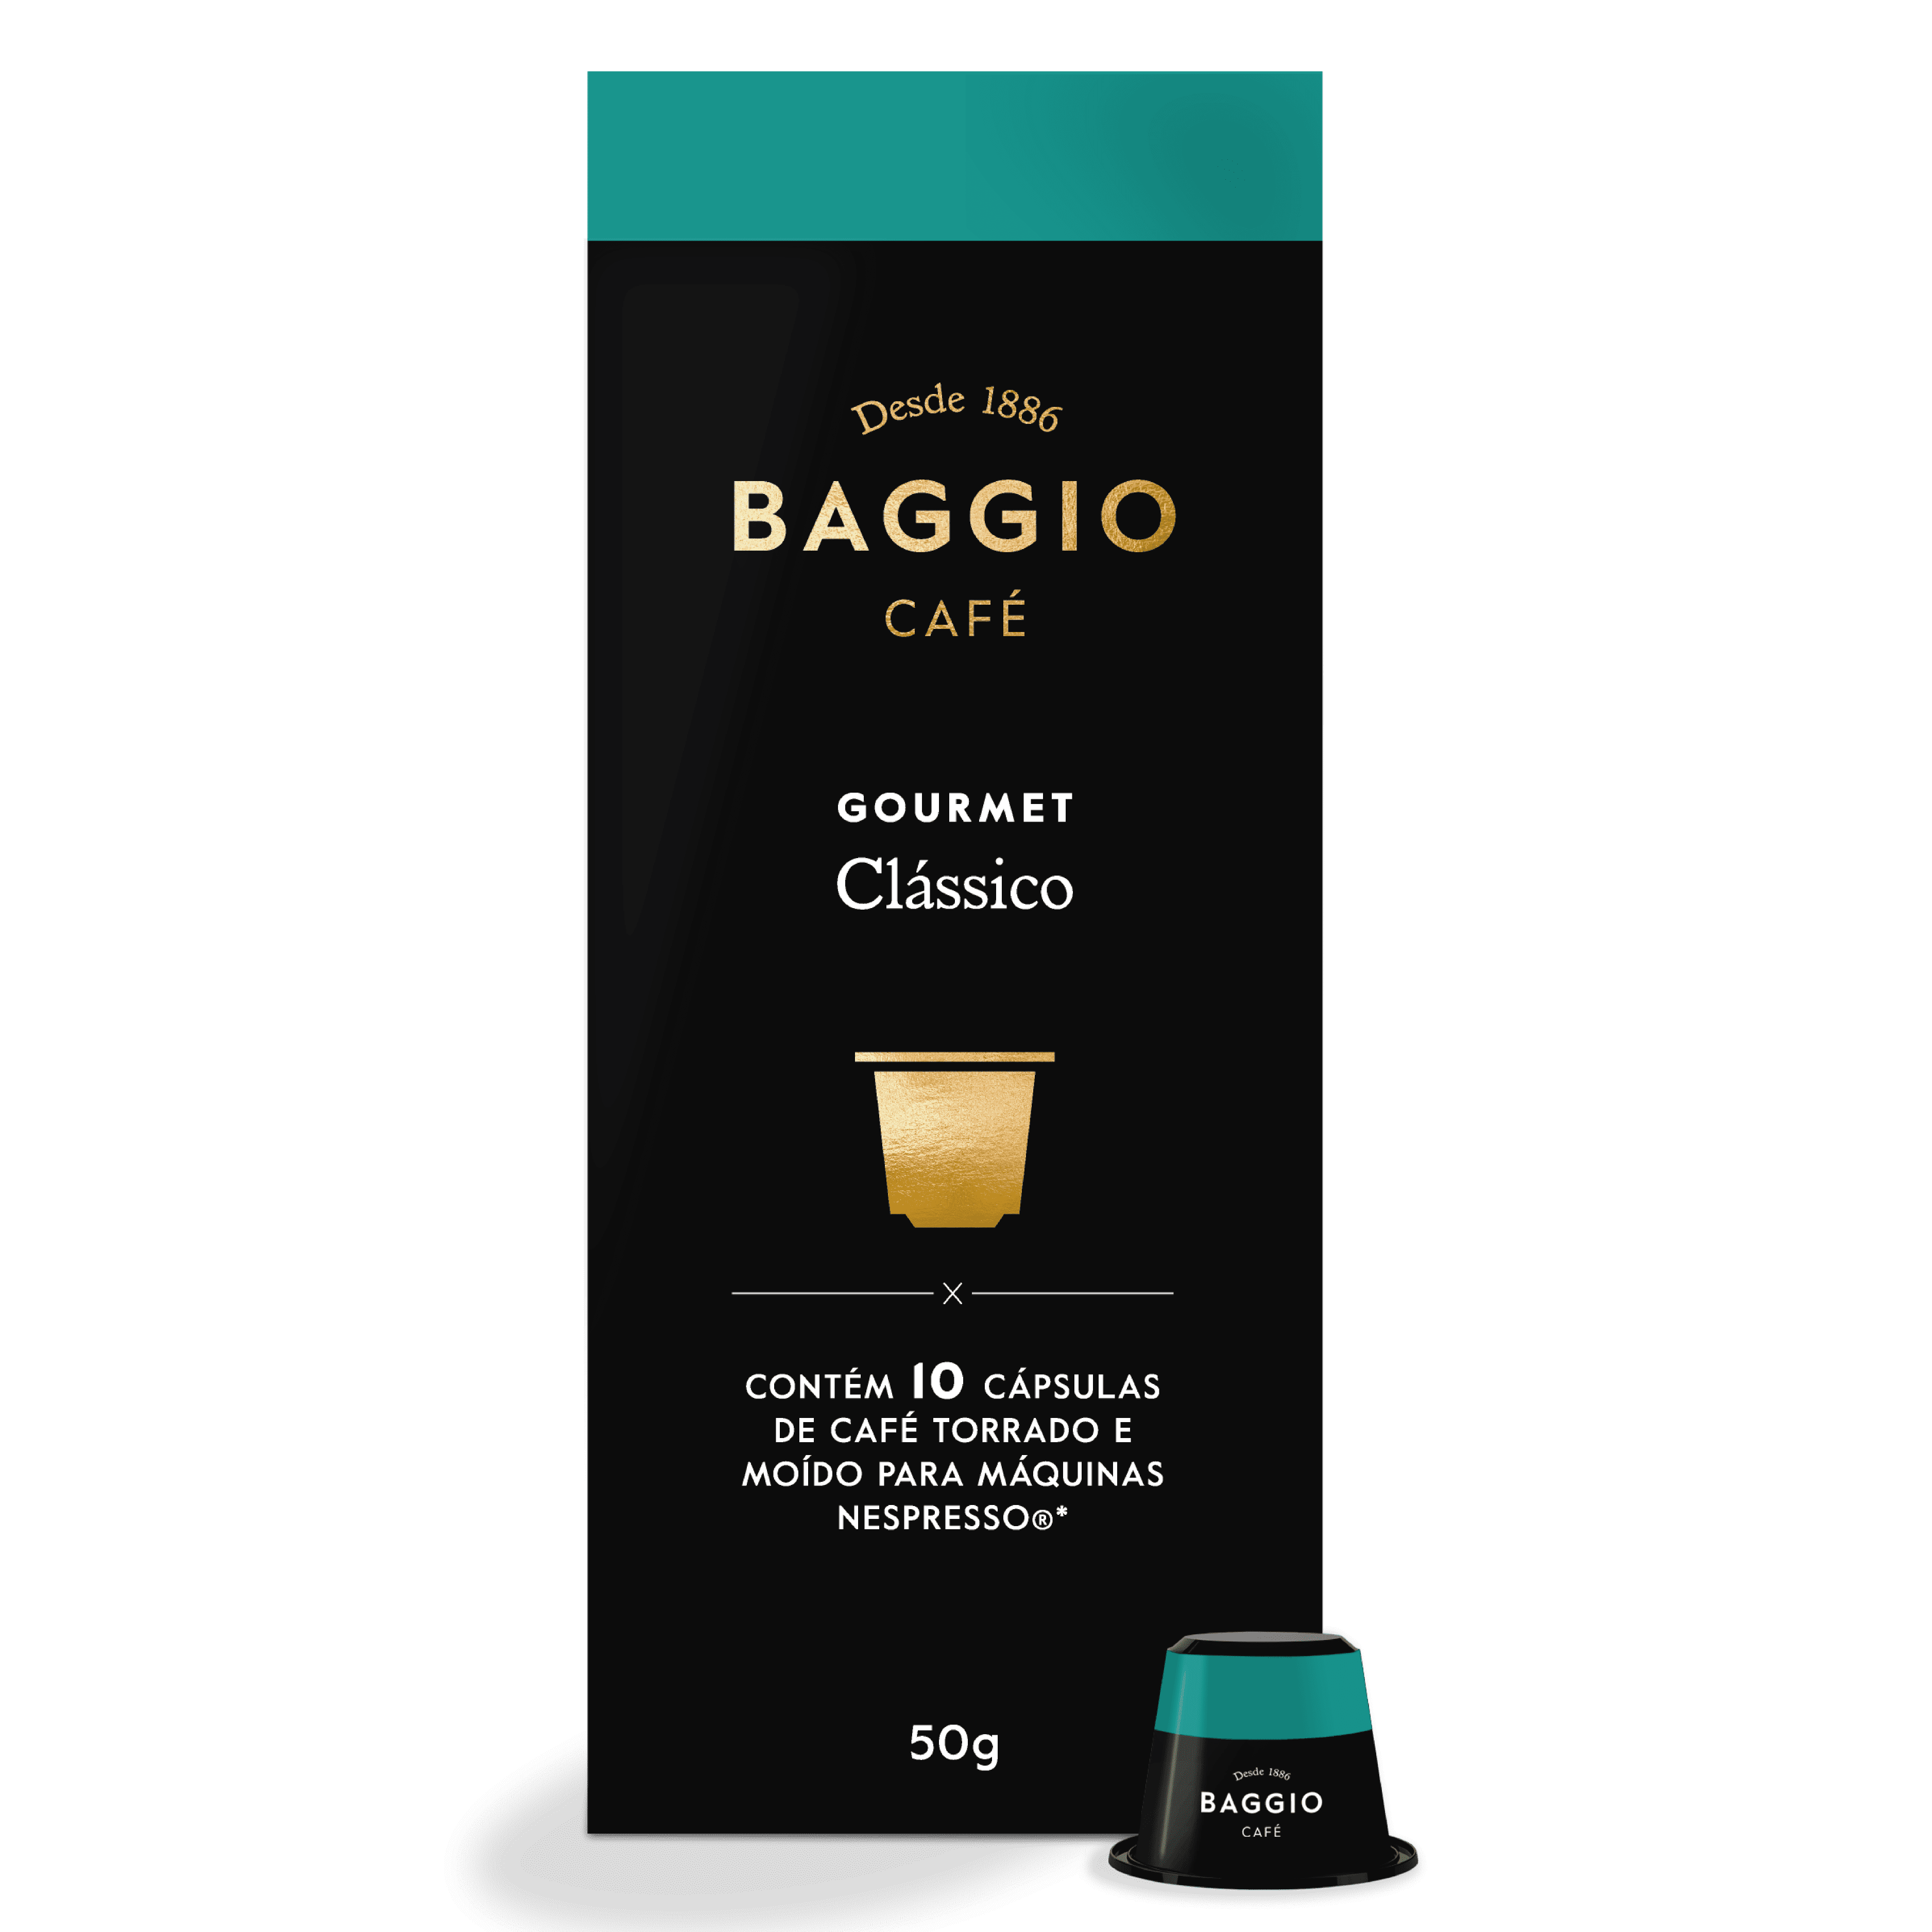 Desde 1886
BAGGIO
CAFÉ
GOURMET
Clássico
X
CONTÉM 10 CÁPSULAS
DE CAFÉ TORRADO E
MOÍDO PARA MÁQUINAS
NESPRESSO®*
50g
Desde 1886
BAGGIO
CAFÉ